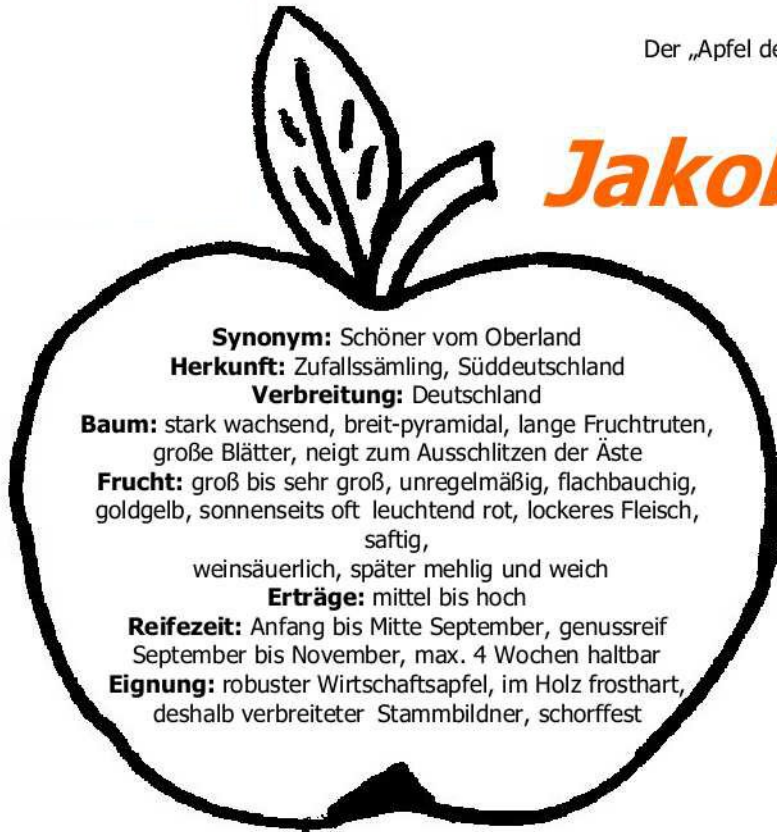 Der „Apfel de
Jakob
Synonym: Schöner vom Oberland
Herkunft: Zufallssämling, Süddeutschland
Verbreitung: Deutschland
Baum: stark wachsend, breit-pyramidal, lange Fruchtruten,
große Blätter, neigt zum Ausschlitzen der Äste
Frucht: groß bis sehr groß, unregelmäßig, flachbauchig,
goldgelb, sonnenseits oft leuchtend rot, lockeres Fleisch,
saftig,
weinsäuerlich, später mehlig und weich
Erträge: mittel bis hoch
Reifezeit: Anfang bis Mitte September, genussreif
September bis November, max. 4 Wochen haltbar
Eignung: robuster Wirtschaftsapfel, im Holz frosthart,
deshalb verbreiteter Stammbildner, schorffest